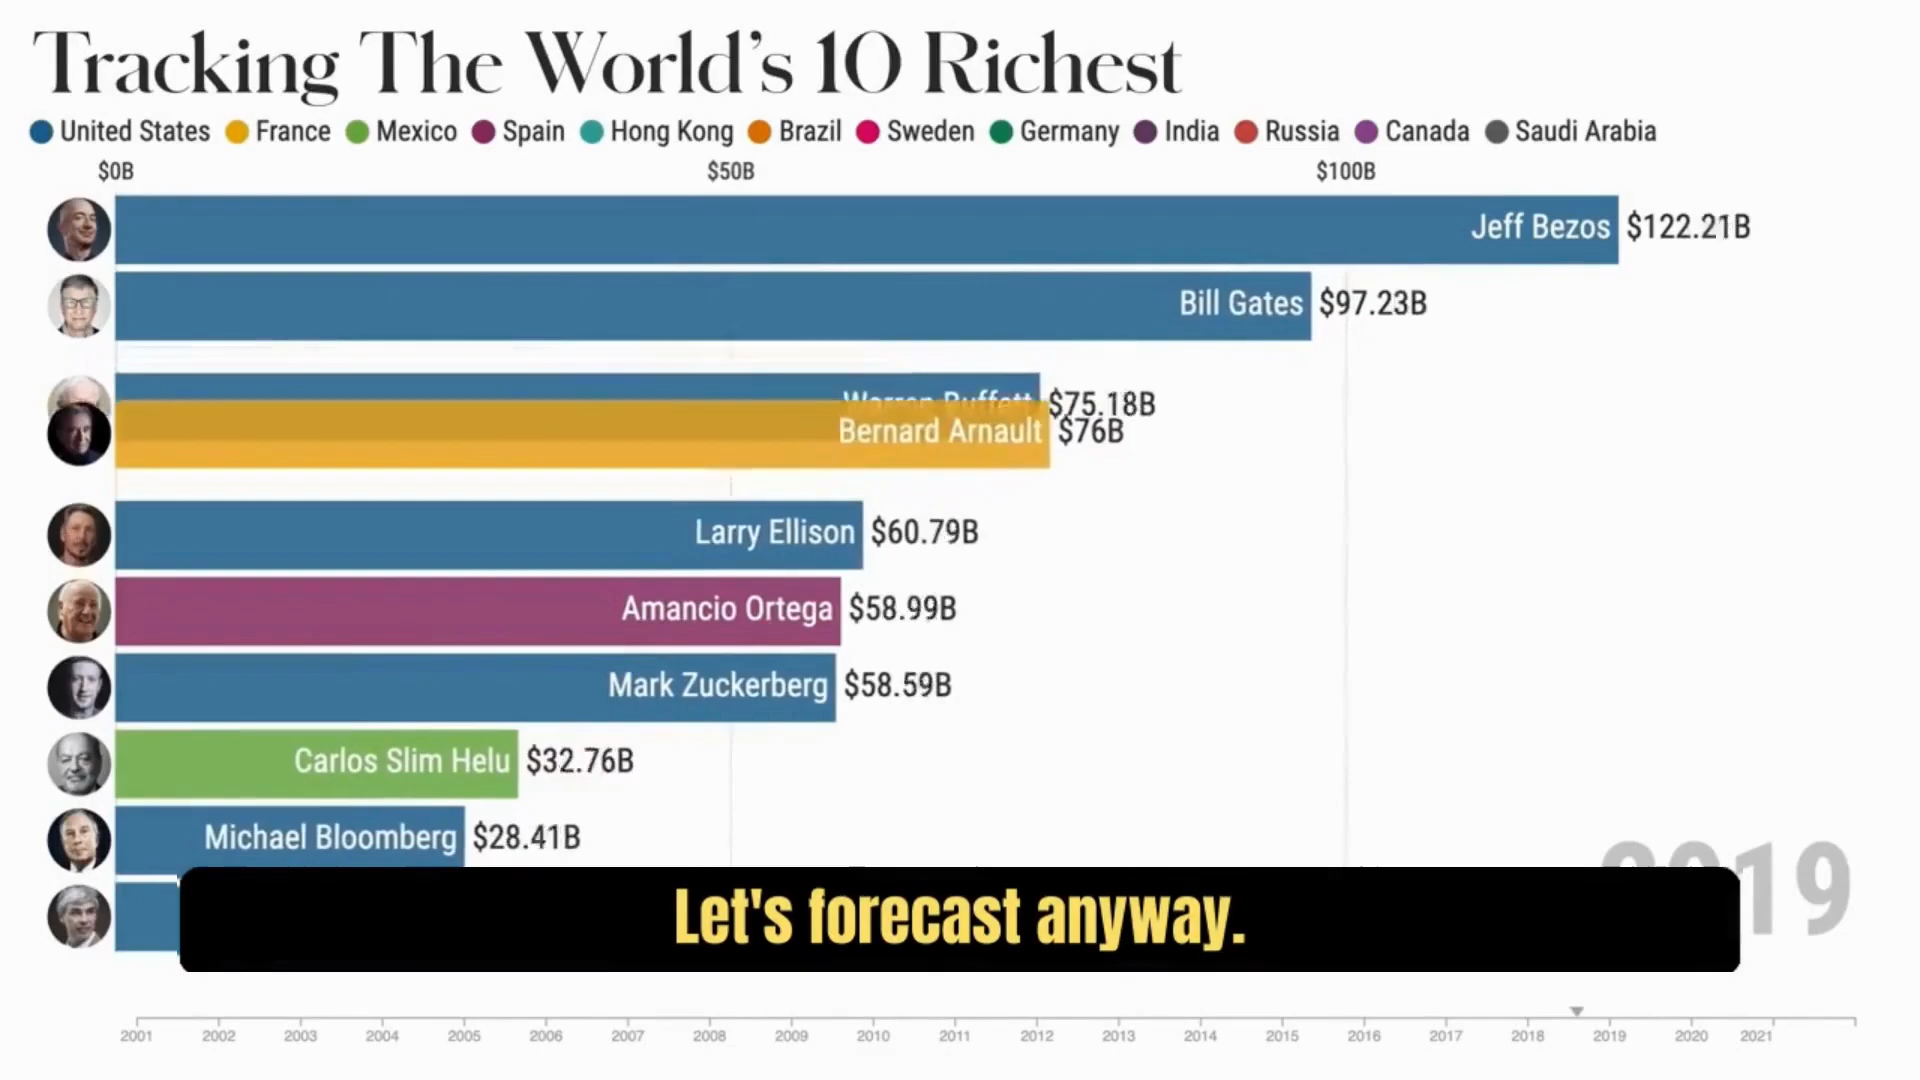 Tracking The World's 10 Richest
United States France Mexico Spain Hong Kong Brazil Sweden Germany India Russia Canada Saudi Arabia
$0B $50B $100B
Jeff Bezos $122.21B
Bill Gates $97.23B
Warren Buffett $75.18B
Bernard Arnault $76B
Larry Ellison $60.79B
Amancio Ortega $58.99B
Mark Zuckerberg $58.59B
Carlos Slim Helu $32.76B
Michael Bloomberg $28.41B
2019
Let's forecast anyway.
2001 2002 2003 2004 2005 2006 2007 2008 2009 2010 2011 2012 2013 2014 2015 2016 2017 2018 2019 2020 2021